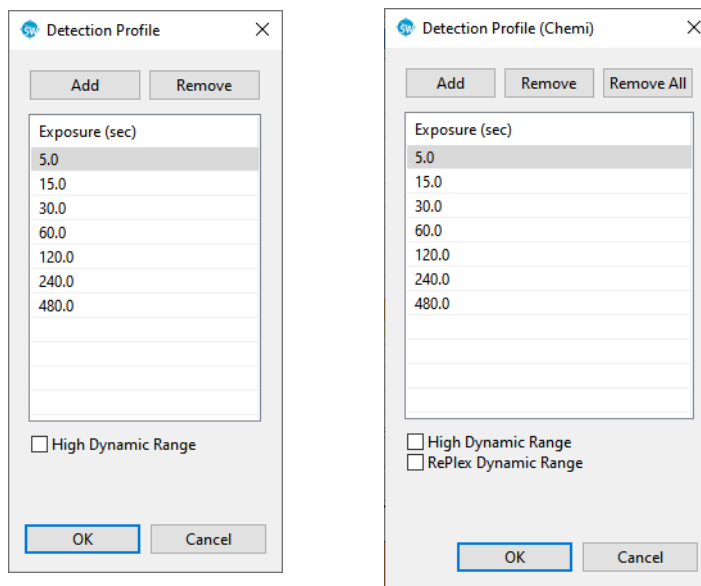 SW Detection Profile
Add Remove
Exposure (sec)
5.0
15.0
30.0
60.0
120.0
240.0
480.0
High Dynamic Range
OK Cancel
SW Detection Profile (Chemi)
Add Remove Remove All
Exposure (sec)
5.0
15.0
30.0
60.0
120.0
240.0
480.0
High Dynamic Range
RePlex Dynamic Range
OK Cancel